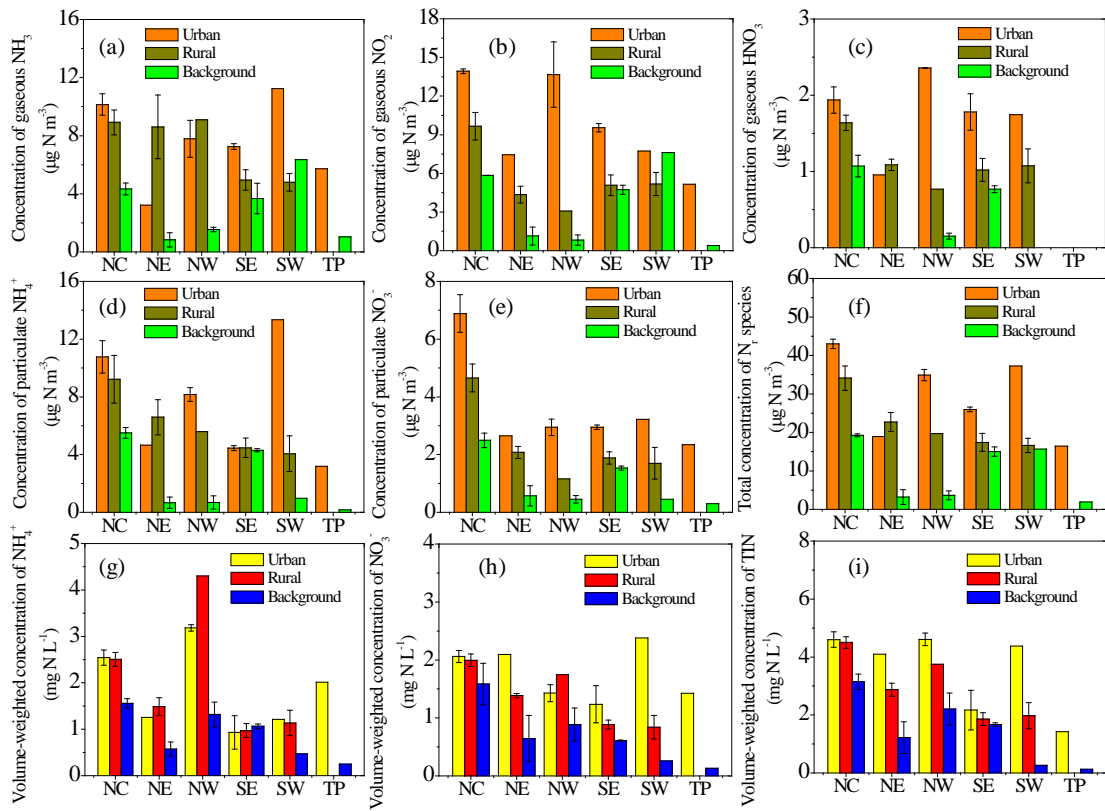 Concentration of gaseous NH₃
(μg N m⁻³)
16
12
8
4
0
(a)
Urban
Rural
Background
NC NE NW SE SW TP
Concentration of gaseous NO₂
(μg N m⁻³)
18
15
12
9
6
3
0
(b)
Urban
Rural
Background
NC NE NW SE SW TP
Concentration of gaseous HNO₃
(μg N m⁻³)
3
2
1
0
(c)
Urban
Rural
Background
NC NE NW SE SW TP
Concentration of particulate NH₄⁺
(μg N m⁻³)
16
12
8
4
0
(d)
Urban
Rural
Background
NC NE NW SE SW TP
Concentration of particulate NO₃⁻
(μg N m⁻³)
8
6
4
2
0
(e)
Urban
Rural
Background
NC NE NW SE SW TP
Total concentration of Nᵣ species
(μg N m⁻³)
60
50
40
30
20
10
0
(f)
Urban
Rural
Background
NC NE NW SE SW TP
Volume-weighted concentration of NH₄⁺
(mg N L⁻¹)
5
4
3
2
1
0
(g)
Urban
Rural
Background
NC NE NW SE SW TP
Volume-weighted concentration of NO₃⁻
(mg N L⁻¹)
4
3
2
1
0
(h)
Urban
Rural
Background
NC NE NW SE SW TP
Volume-weighted concentration of TIN
(mg N L⁻¹)
8
6
4
2
0
(i)
Urban
Rural
Background
NC NE NW SE SW TP